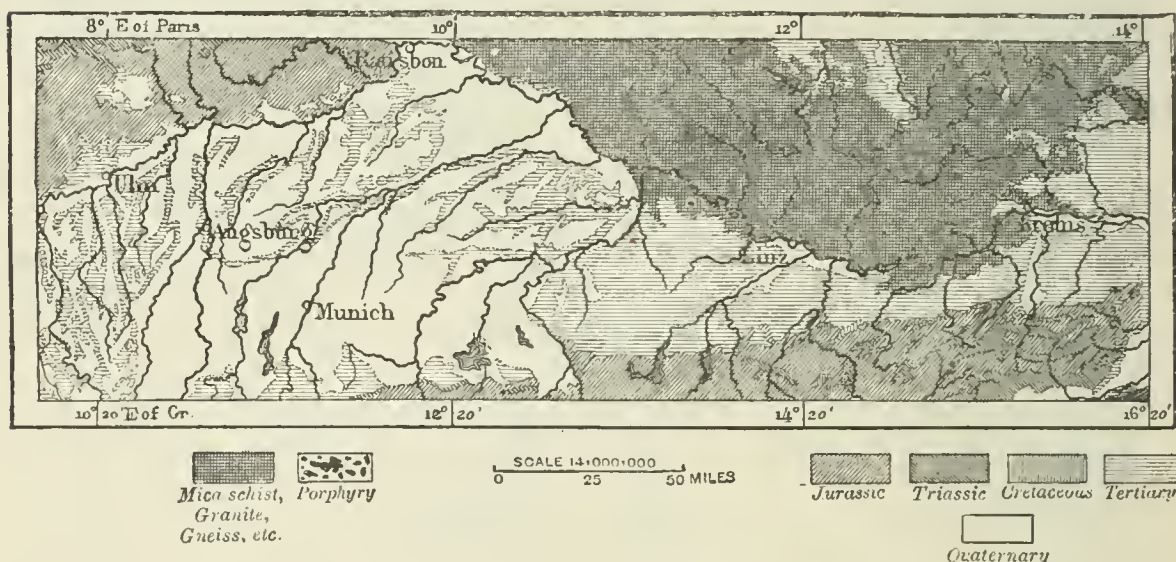 8° E of Paris 10° 12° 14°
Ratisbon
Ulm
Augsburg
Krems
Linz
Munich
10° 20' E of Gr. 12° 20' 14° 20' 16° 20'
SCALE 1:4:000:000
0 25 50 MILES
Mica schist,
Granite,
Gneiss, etc.
Porphyry
Jurassic Triassic Cretaceous Tertiary
Quaternary